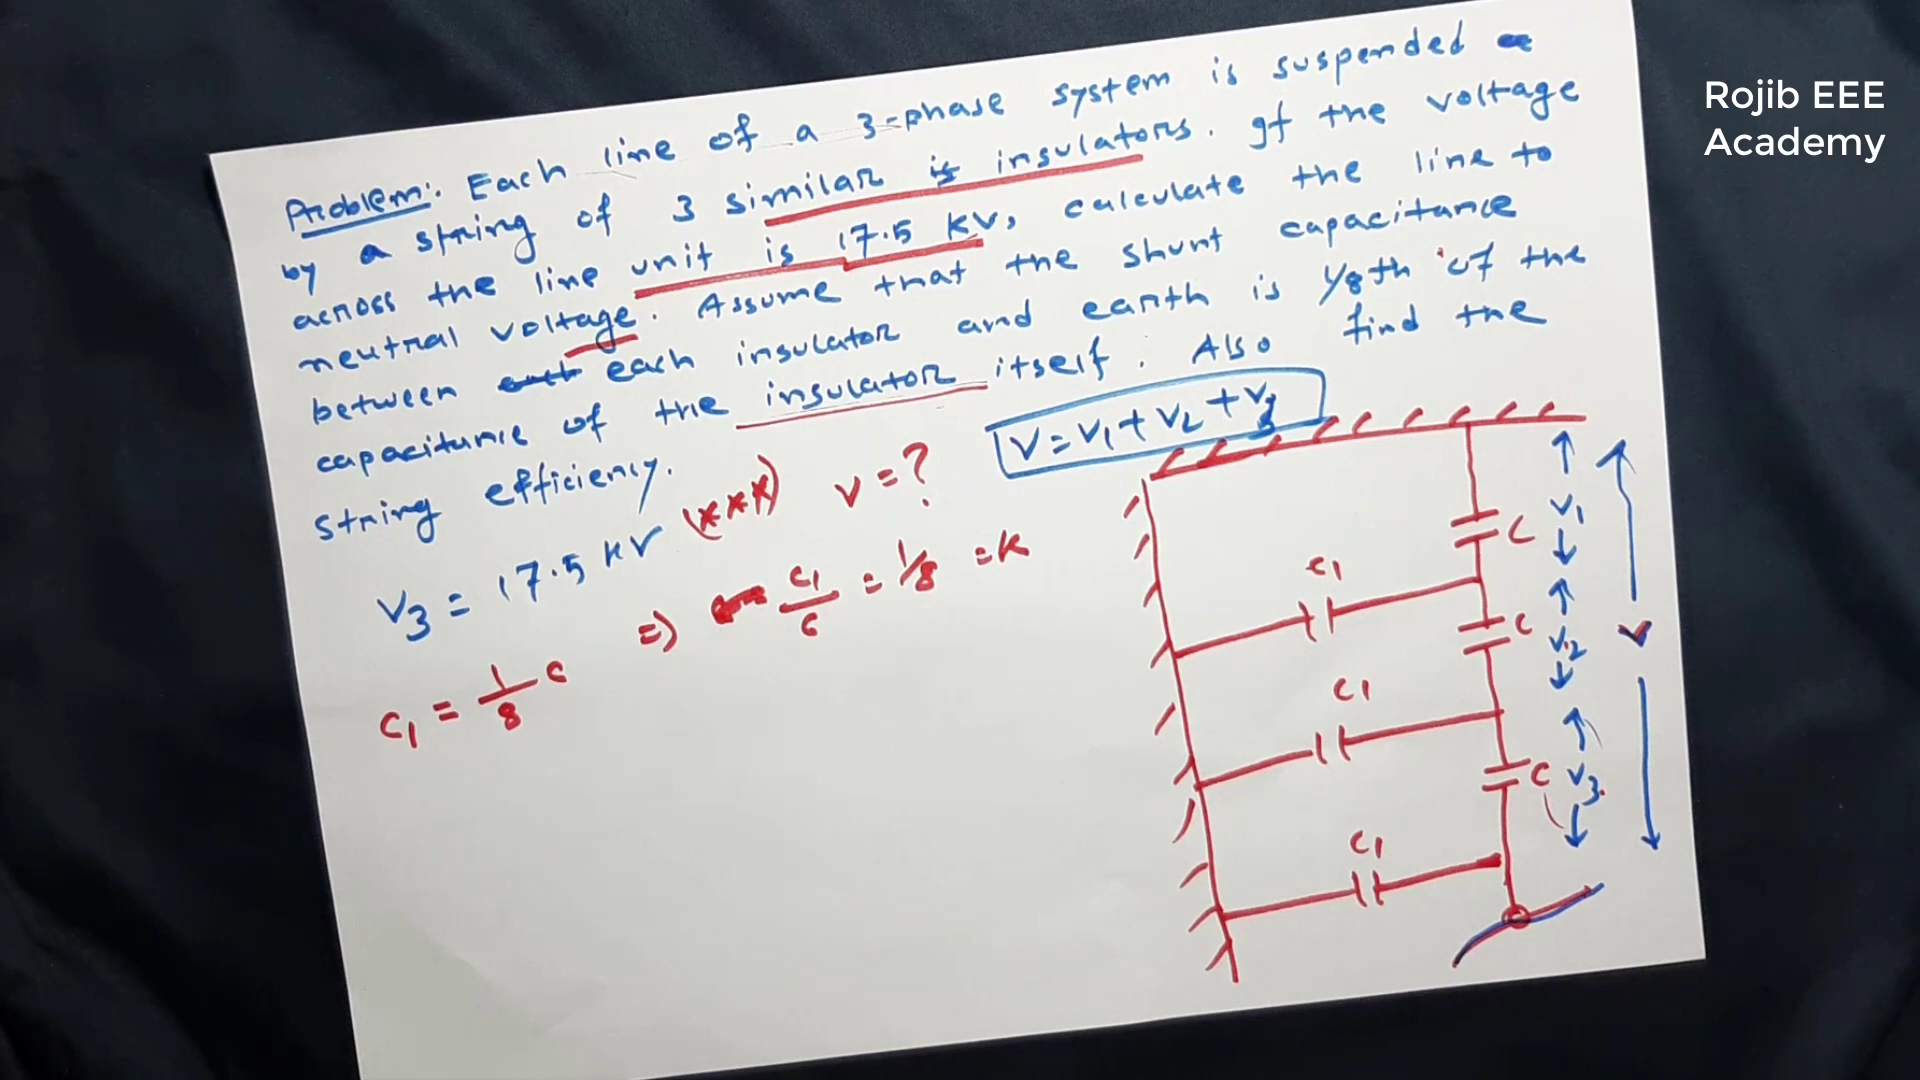 Rojib EEE
Academy
Problem: Each line of a 3-phase system is suspended
by a string of 3 similar insulators. If the voltage
across the line unit is 17.5 KV, calculate the line to
neutral voltage. Assume that the shunt capacitance
between each insulator and earth is 1/8th of the
capacitance of the insulator itself. Also find the
string efficiency.
(***) V = ?
V = V1 + V2 + V3
V3 = 17.5 KV
C1 = 1/8 C => C1/C = 1/8 = K
C V1
C1
C V2 V
C1
C V3
C1